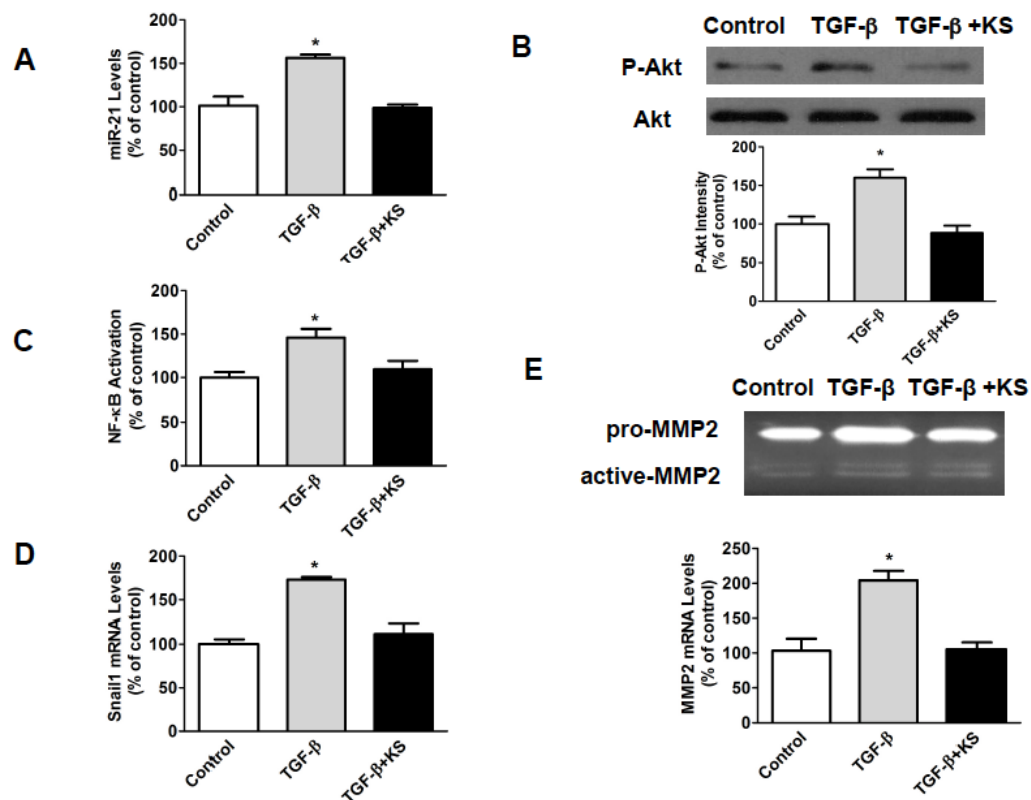 A
miR-21 Levels
(% of control)
200
150
100
50
0
*
Control
TGF-β
TGF-β+KS
B
Control TGF-β TGF-β +KS
P-Akt
Akt
P-Akt Intensity
(% of control)
200
150
100
50
0
*
Control
TGF-β
TGF-β+KS
C
NF-κB Activation
(% of control)
200
150
100
50
0
*
Control
TGF-β
TGF-β+KS
D
Snail1 mRNA Levels
(% of control)
200
150
100
50
0
*
Control
TGF-β
TGF-β+KS
E
Control TGF-β TGF-β +KS
pro-MMP2
active-MMP2
MMP2 mRNA Levels
(% of control)
250
200
150
100
50
0
*
Control
TGF-β
TGF-β+KS